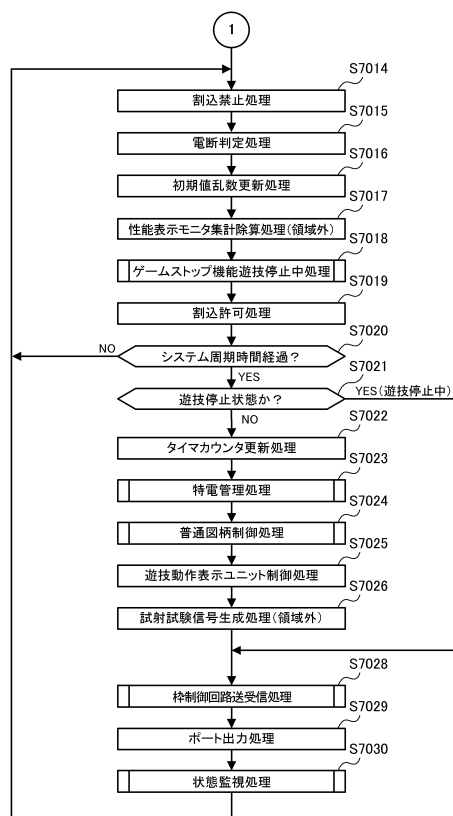 1
S7014
割込禁止処理
S7015
電断判定処理
S7016
初期値乱数更新処理
S7017
性能表示モニタ集計除算処理(領域外)
S7018
ゲームストップ機能遊技停止中処理
S7019
割込許可処理
S7020
NO
システム周期時間経過?
YES
S7021
遊技停止状態か?
YES(遊技停止中)
NO
S7022
タイマカウンタ更新処理
S7023
特電管理処理
S7024
普通図柄制御処理
S7025
遊技動作表示ユニット制御処理
S7026
試射試験信号生成処理(領域外)
S7028
枠制御回路送受信処理
S7029
ポート出力処理
S7030
状態監視処理